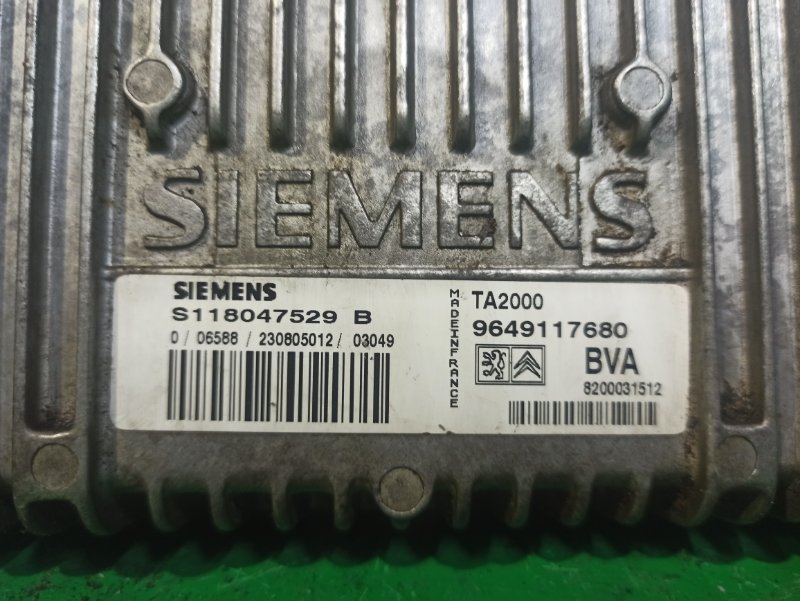 SIEMENS
SIEMENS
S118047529 B
0 / 06588 / 230805012 / 03049
MADEINFRANCE
TA2000
9649117680
BVA
8200031512